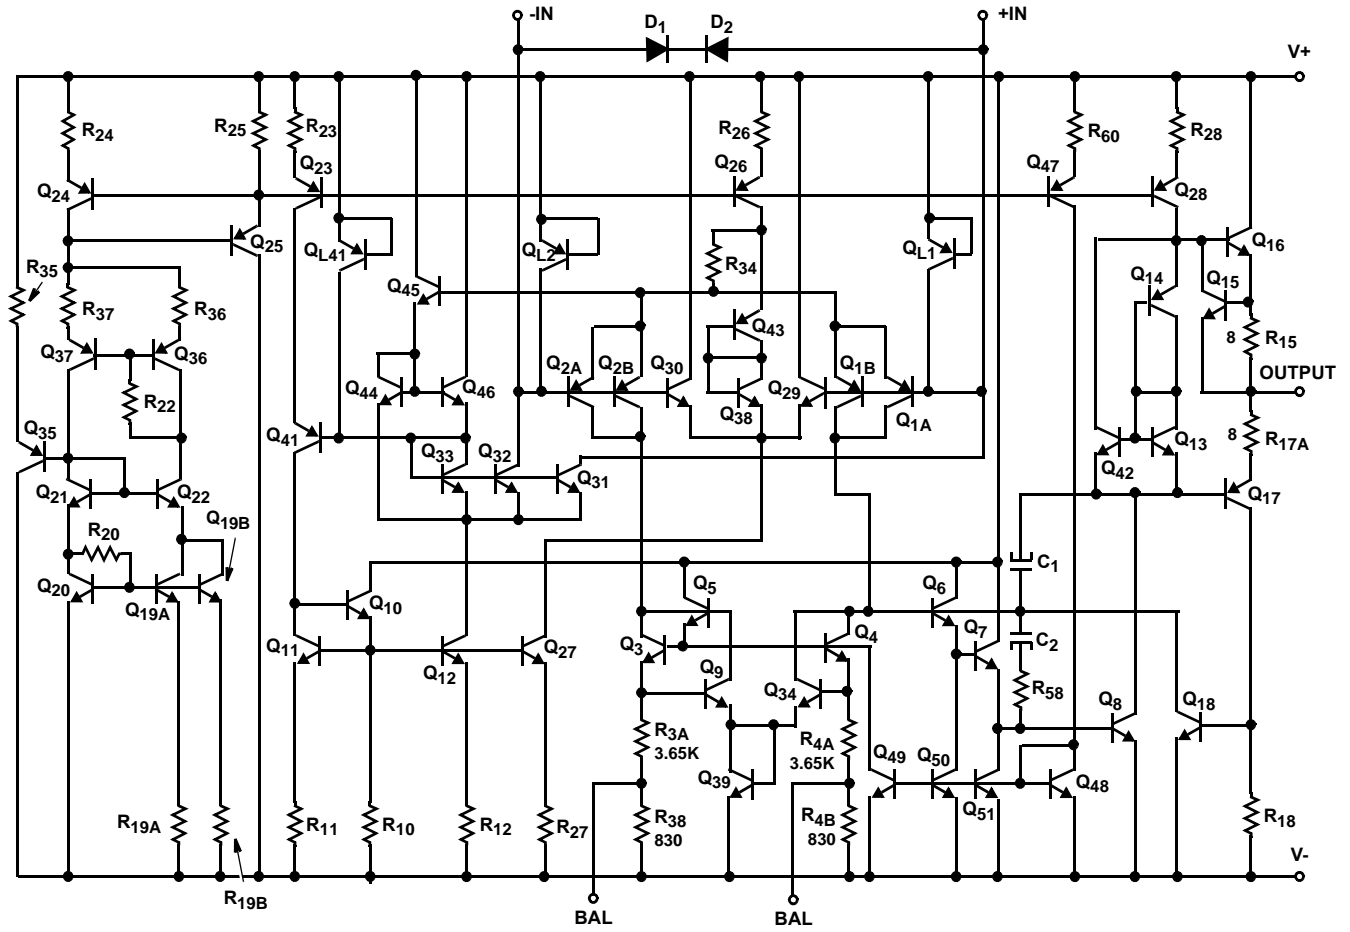 -IN
+IN
D1
D2
V+
R24
R25
R23
R26
R60
R28
Q24
Q23
Q26
Q47
Q28
Q25
QL41
QL2
QL1
Q16
R35
R37
R36
Q45
R34
Q14
Q15
Q37
Q36
Q43
8
R15
Q2A
Q2B
Q30
Q29
Q1B
OUTPUT
R22
Q44
Q46
Q38
Q1A
Q35
Q41
Q33
Q32
Q31
Q42
Q13
8
R17A
Q21
Q22
Q17
R20
Q19B
C1
Q20
Q19A
Q10
Q5
Q6
Q11
Q12
Q27
Q3
Q4
Q7
C2
Q9
Q34
R58
Q8
Q18
R3A
3.65K
R4A
3.65K
Q49
Q50
Q39
Q51
Q48
R19A
R11
R10
R12
R27
R38
830
R4B
830
R18
V-
R19B
BAL
BAL